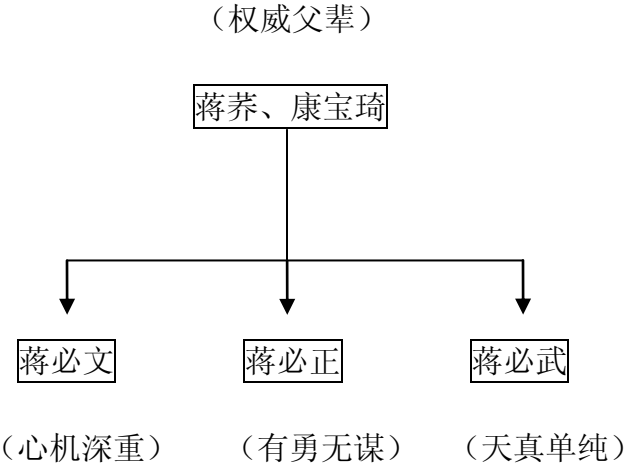 （权威父辈）
蒋荞、康宝琦
蒋必文 蒋必正 蒋必武
（心机深重） （有勇无谋） （天真单纯）